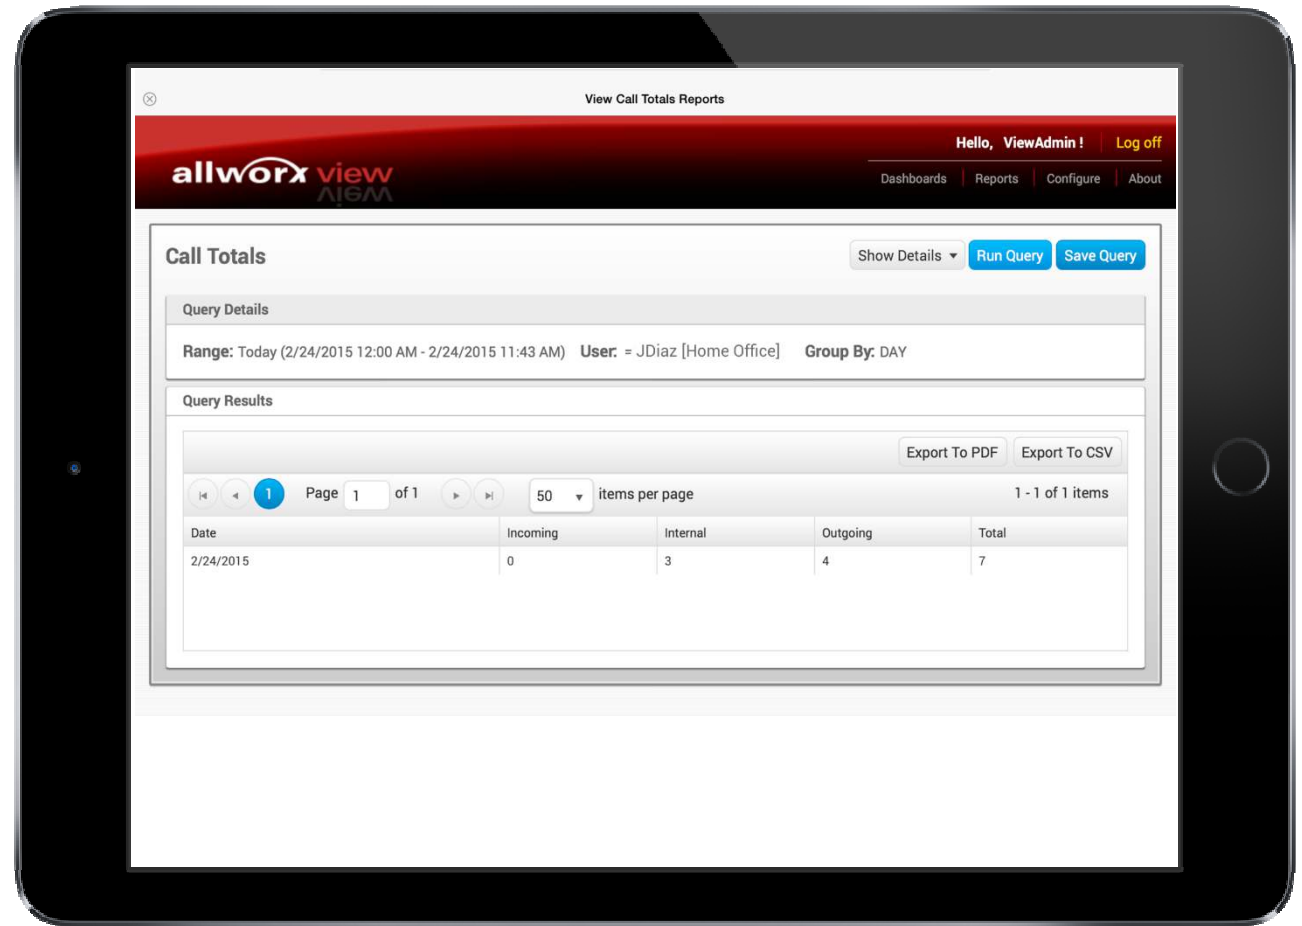 View Call Totals Reports
Hello, ViewAdmin ! Log off
allworx view
Dashboards Reports Configure About
Call Totals Show Details Run Query Save Query
Query Details
Range: Today (2/24/2015 12:00 AM - 2/24/2015 11:43 AM) User: = JDiaz [Home Office] Group By: DAY
Query Results
Export To PDF Export To CSV
1 Page 1 of 1 50 items per page 1 - 1 of 1 items
Date Incoming Internal Outgoing Total
2/24/2015 0 3 4 7